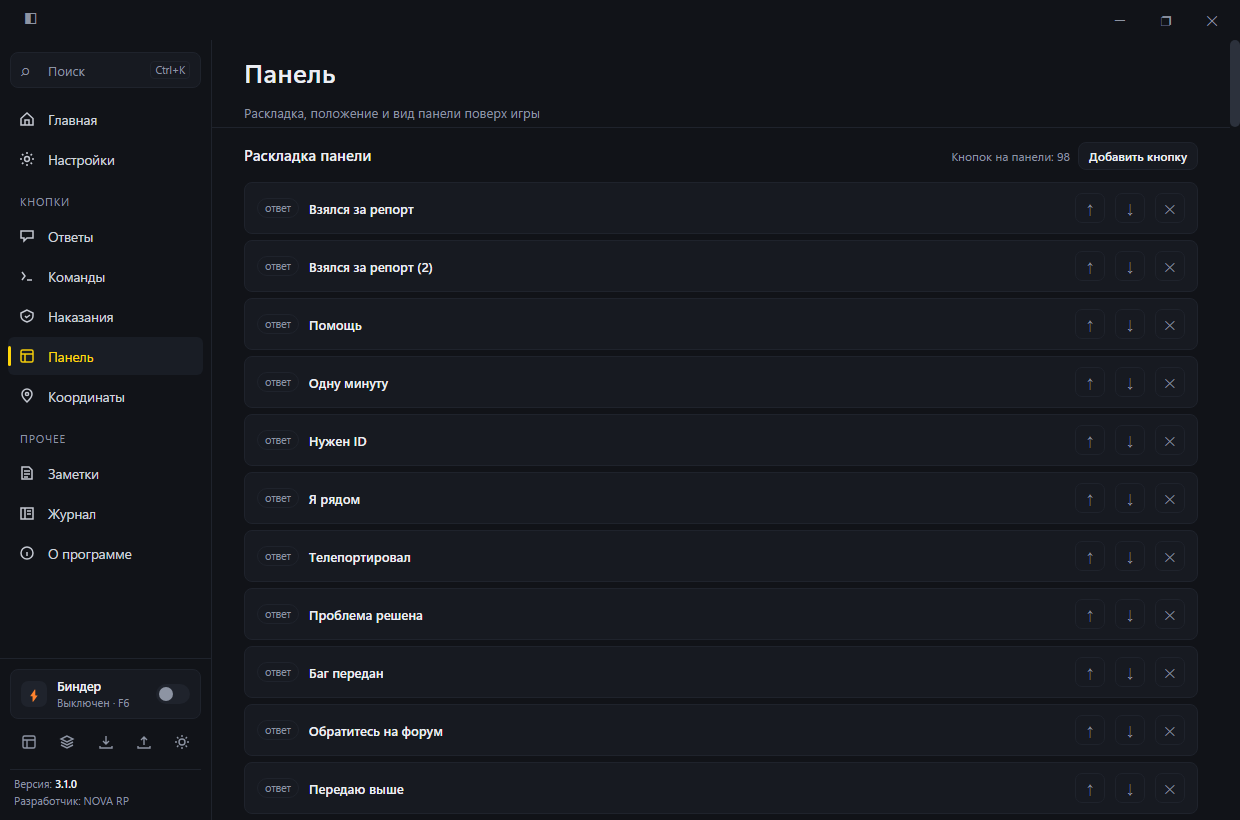 Поиск
Ctrl+K
Главная
Настройки
КНОПКИ
Ответы
Команды
Наказания
Панель
Координаты
ПРОЧЕЕ
Заметки
Журнал
О программе
Биндер
Выключен · F6
Версия: 3.1.0
Разработчик: NOVA RP
Панель
Раскладка, положение и вид панели поверх игры
Раскладка панели
Кнопок на панели: 98
Добавить кнопку
ответ Взялся за репорт
ответ Взялся за репорт (2)
ответ Помощь
ответ Одну минуту
ответ Нужен ID
ответ Я рядом
ответ Телепортировал
ответ Проблема решена
ответ Баг передан
ответ Обратитесь на форум
ответ Передаю выше